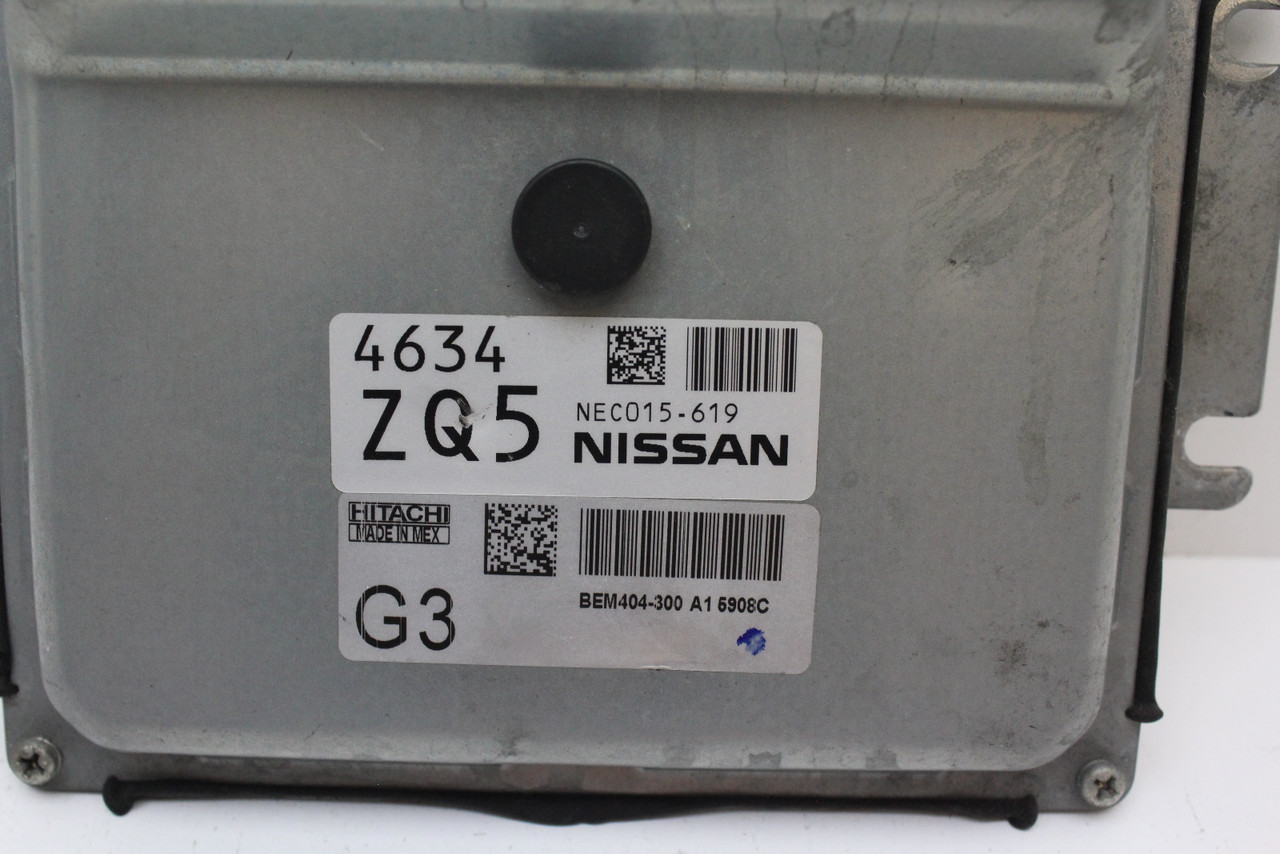 4634
ZQ5
NEC015-619
NISSAN
HITACHI
MADE IN MEX
G3
BEM404-300 A1 5908C